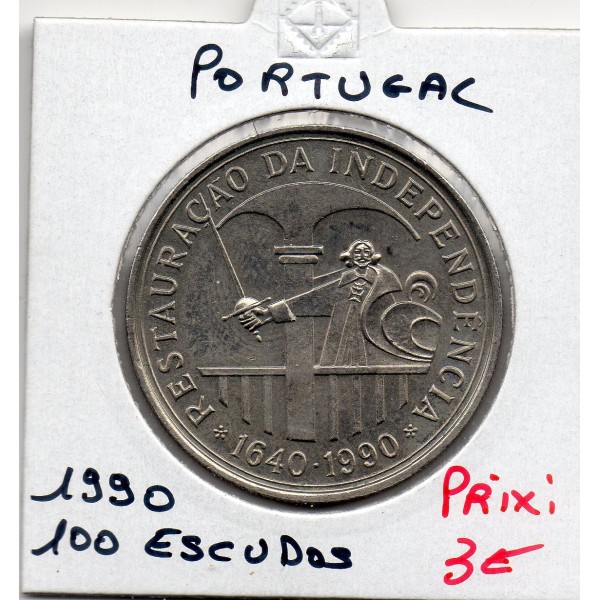 PORTUGAL
RESTAURAÇÃO DA INDEPENDÊNCIA
* 1640·1990 *
1990
100 ESCUDOS
PRIX:
3€